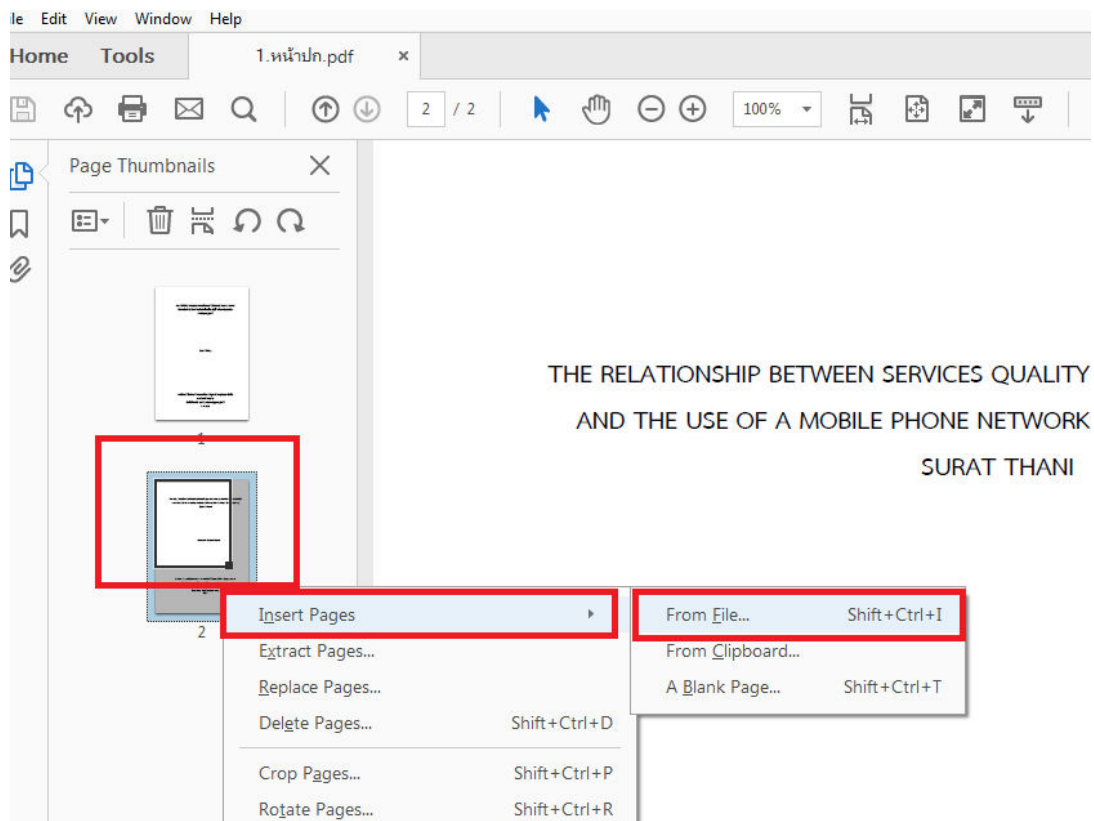 ile Edit View Window Help
Home Tools 1.หน้าปก.pdf ×
2 / 2 100%
Page Thumbnails
1
2
THE RELATIONSHIP BETWEEN SERVICES QUALITY
AND THE USE OF A MOBILE PHONE NETWORK
SURAT THANI
Insert Pages
Extract Pages...
Replace Pages...
Delete Pages... Shift+Ctrl+D
Crop Pages... Shift+Ctrl+P
Rotate Pages... Shift+Ctrl+R
From File... Shift+Ctrl+I
From Clipboard...
A Blank Page... Shift+Ctrl+T